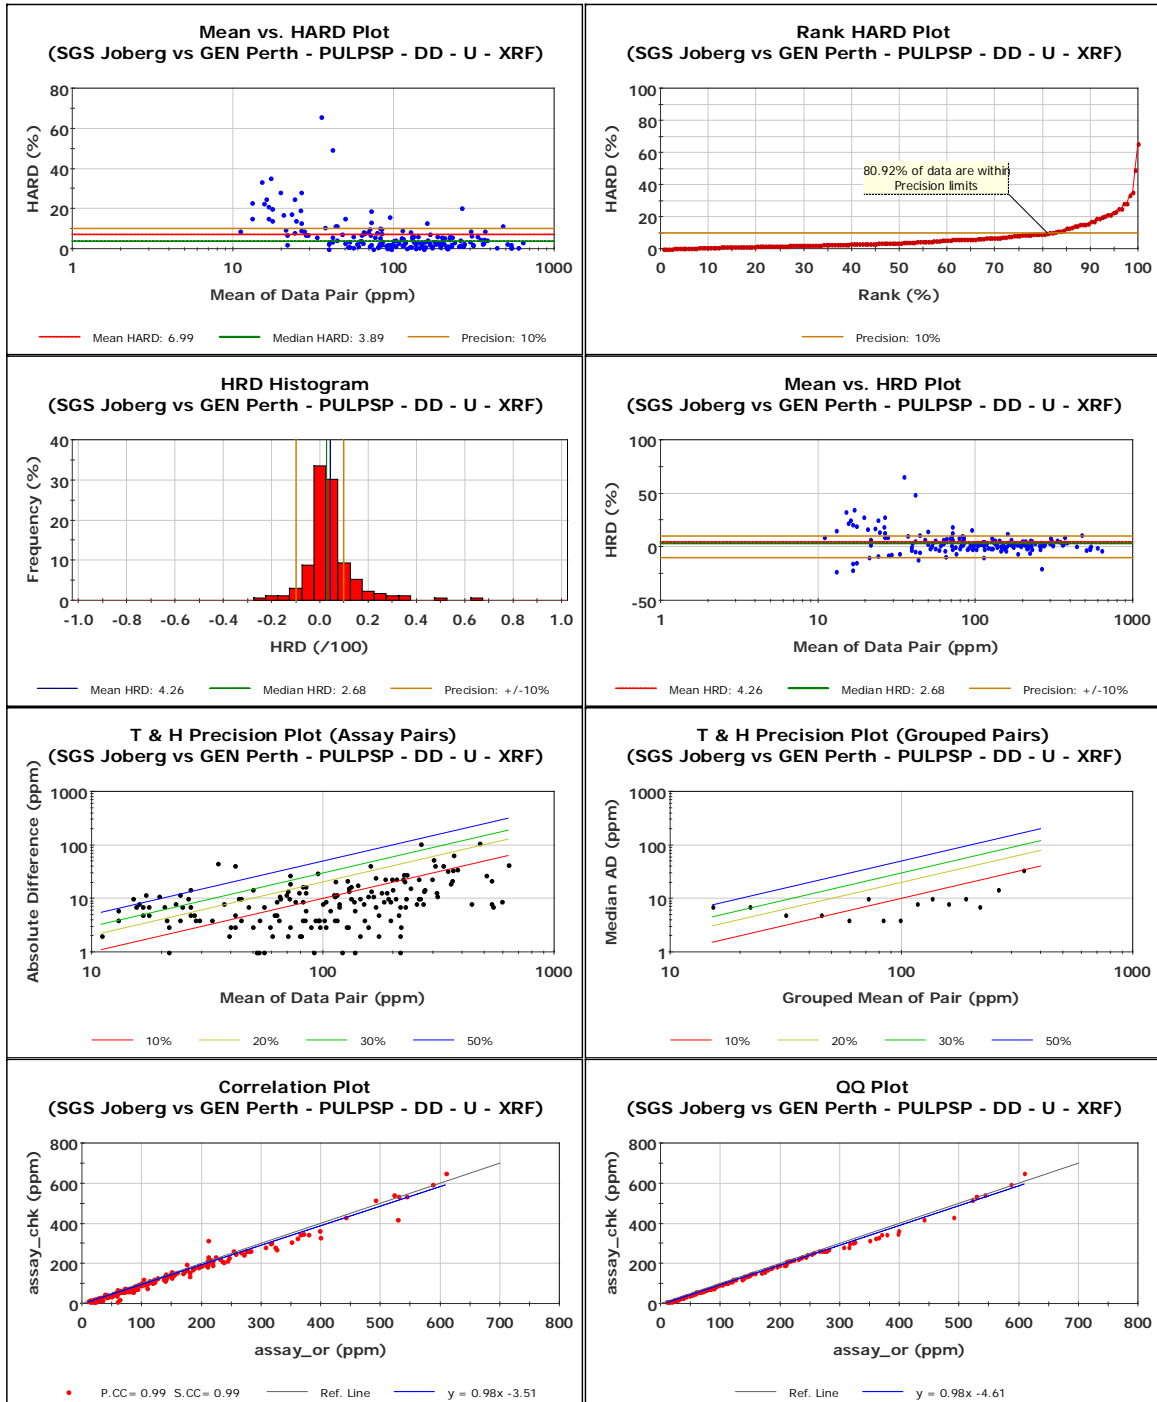 Mean vs. HARD Plot
(SGS Joberg vs GEN Perth - PULPSP - DD - U - XRF)
HARD (%)
80
60
40
20
0
1
10
100
1000
Mean of Data Pair (ppm)
Mean HARD: 6.99 Median HARD: 3.89 Precision: 10%
Rank HARD Plot
(SGS Joberg vs GEN Perth - PULPSP - DD - U - XRF)
HARD (%)
100
80
60
40
20
0
80.92% of data are within
Precision limits
0 10 20 30 40 50 60 70 80 90 100
Rank (%)
Precision: 10%
HRD Histogram
(SGS Joberg vs GEN Perth - PULPSP - DD - U - XRF)
Frequency (%)
40
30
20
10
0
-1.0 -0.8 -0.6 -0.4 -0.2 0.0 0.2 0.4 0.6 0.8 1.0
HRD (/100)
Mean HRD: 4.26 Median HRD: 2.68 Precision: +/-10%
Mean vs. HRD Plot
(SGS Joberg vs GEN Perth - PULPSP - DD - U - XRF)
HRD (%)
100
50
0
-50
1 10 100 1000
Mean of Data Pair (ppm)
Mean HRD: 4.26 Median HRD: 2.68 Precision: +/-10%
T & H Precision Plot (Assay Pairs)
(SGS Joberg vs GEN Perth - PULPSP - DD - U - XRF)
Absolute Difference (ppm)
1000
100
10
1
10 100 1000
Mean of Data Pair (ppm)
10% 20% 30% 50%
T & H Precision Plot (Grouped Pairs)
(SGS Joberg vs GEN Perth - PULPSP - DD - U - XRF)
Median AD (ppm)
1000
100
10
1
10 100 1000
Grouped Mean of Pair (ppm)
10% 20% 30% 50%
Correlation Plot
(SGS Joberg vs GEN Perth - PULPSP - DD - U - XRF)
assay_chk (ppm)
800
600
400
200
0
0 100 200 300 400 500 600 700 800
assay_or (ppm)
P.CC= 0.99 S.CC= 0.99 Ref. Line y = 0.98x -3.51
QQ Plot
(SGS Joberg vs GEN Perth - PULPSP - DD - U - XRF)
assay_chk (ppm)
800
600
400
200
0
0 100 200 300 400 500 600 700 800
assay_or (ppm)
Ref. Line y = 0.98x -4.61